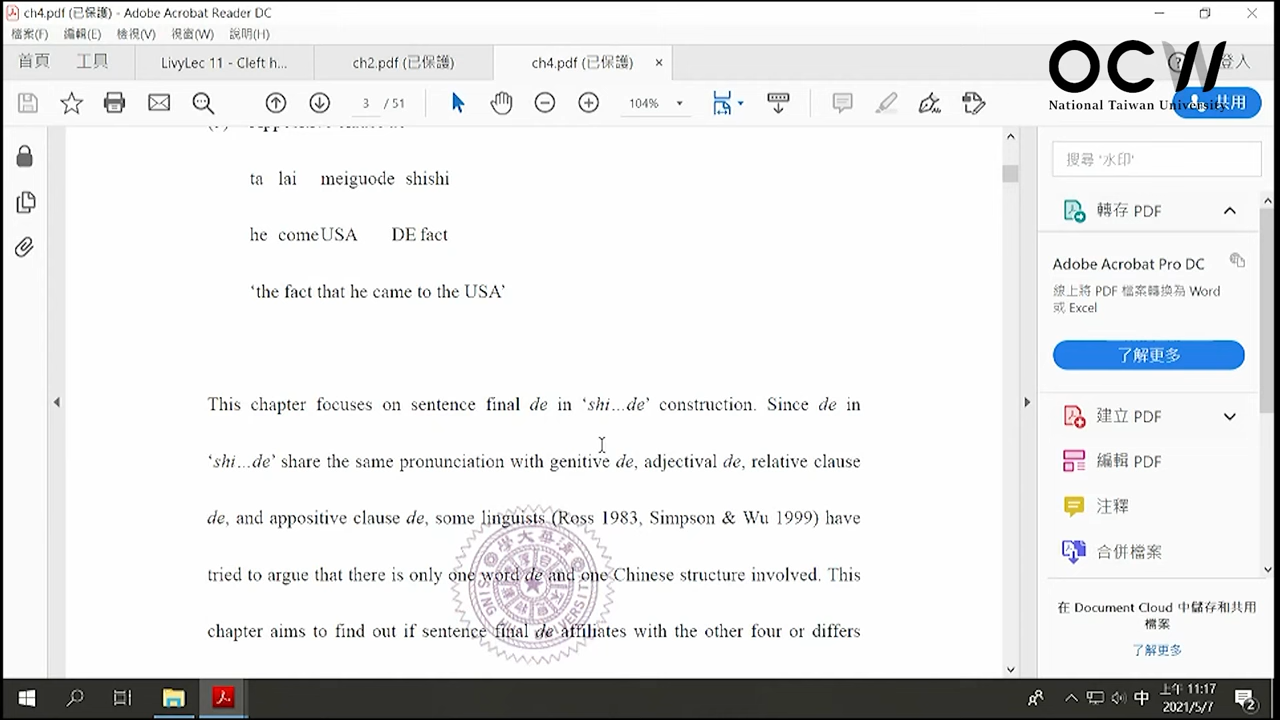 ch4.pdf (已保護) - Adobe Acrobat Reader DC
檔案(F) 編輯(E) 檢視(V) 視窗(W) 說明(H)
首頁 工具 LivyLec 11 - Cleft h... ch2.pdf (已保護) ch4.pdf (已保護) × 登入
OCW
National Taiwan University
3 / 51 104% 共用
ta lai meiguode shishi
he comeUSA DE fact
‘the fact that he came to the USA’
This chapter focuses on sentence final de in ‘shi…de’ construction. Since de in
‘shi…de’ share the same pronunciation with genitive de, adjectival de, relative clause
de, and appositive clause de, some linguists (Ross 1983, Simpson & Wu 1999) have
tried to argue that there is only one word de and one Chinese structure involved. This
chapter aims to find out if sentence final de affiliates with the other four or differs
搜尋 '水印'
轉存 PDF
Adobe Acrobat Pro DC
線上將 PDF 檔案轉換為 Word
或 Excel
了解更多
建立 PDF
編輯 PDF
注釋
合併檔案
在 Document Cloud 中儲存和共用
檔案
了解更多
中
上午 11:17
2021/5/7
2